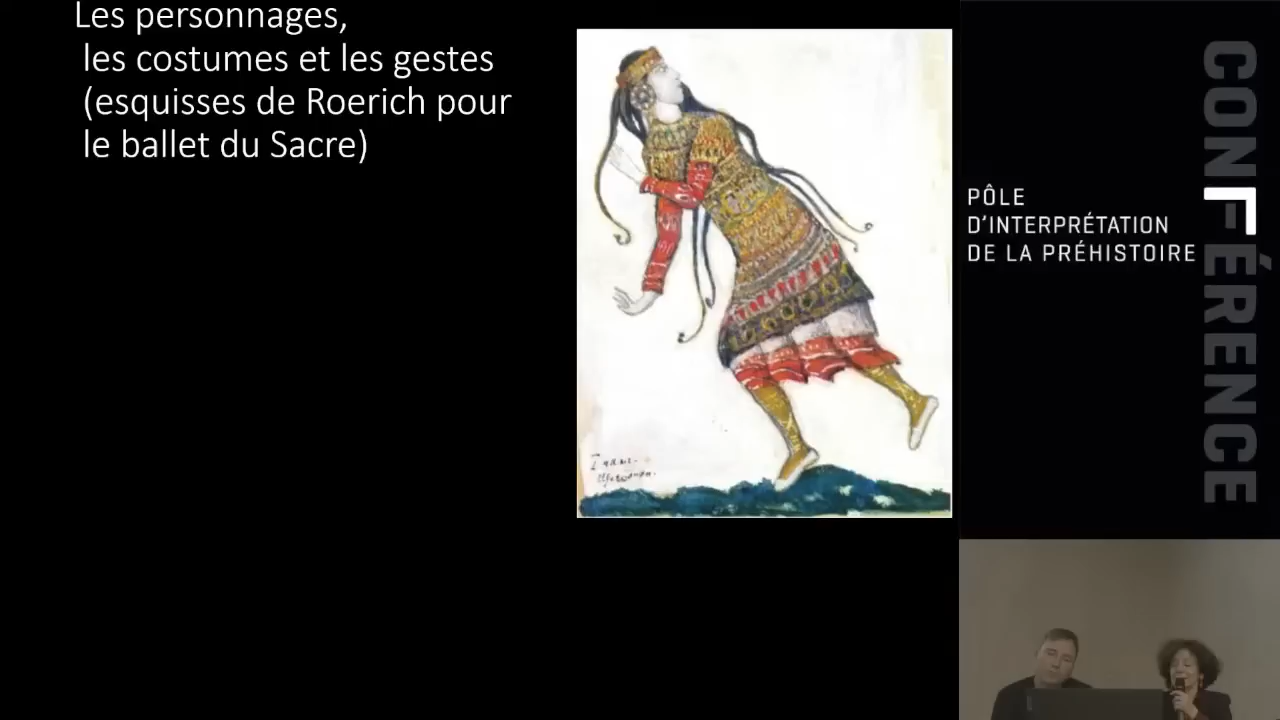 Les personnages,
les costumes et les gestes
(esquisses de Roerich pour
le ballet du Sacre)
PÔLE
D'INTERPRÉTATION
DE LA PRÉHISTOIRE
CONFÉRENCE